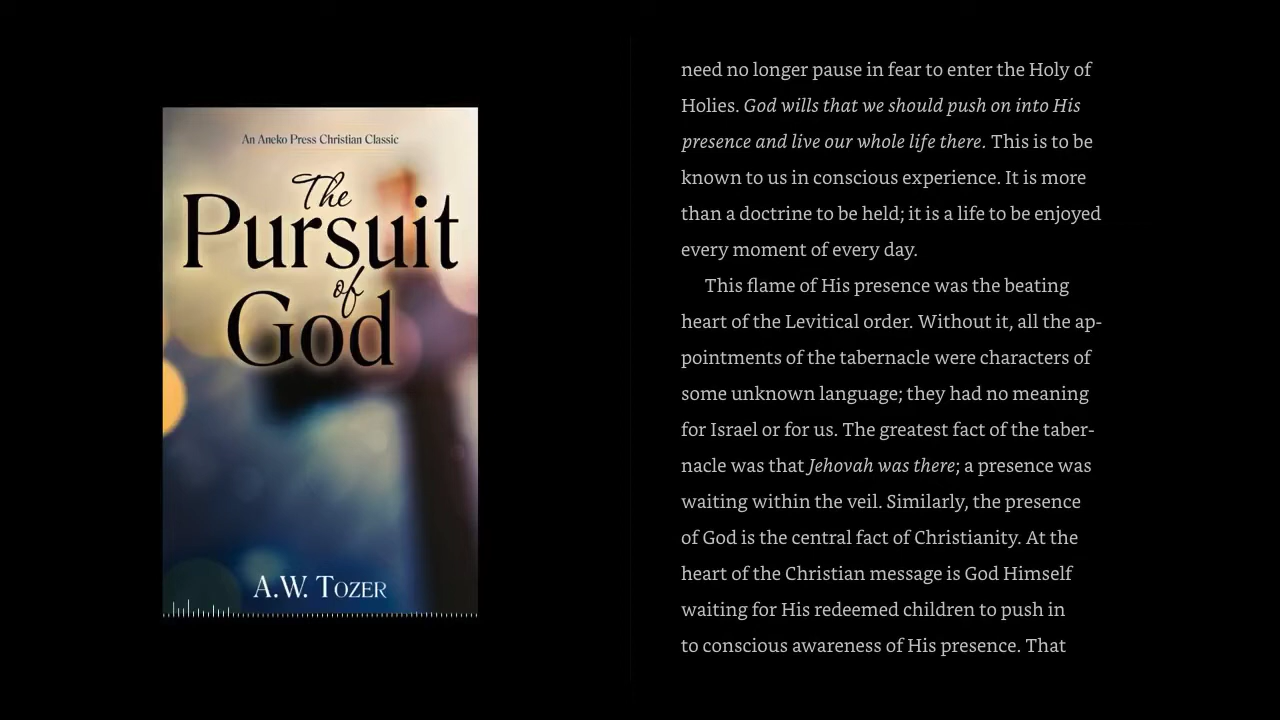 An Aneko Press Christian Classic
The
Pursuit
of
God
A.W. Tozer
need no longer pause in fear to enter the Holy of
Holies. God wills that we should push on into His
presence and live our whole life there. This is to be
known to us in conscious experience. It is more
than a doctrine to be held; it is a life to be enjoyed
every moment of every day.
This flame of His presence was the beating
heart of the Levitical order. Without it, all the ap-
pointments of the tabernacle were characters of
some unknown language; they had no meaning
for Israel or for us. The greatest fact of the taber-
nacle was that Jehovah was there; a presence was
waiting within the veil. Similarly, the presence
of God is the central fact of Christianity. At the
heart of the Christian message is God Himself
waiting for His redeemed children to push in
to conscious awareness of His presence. That